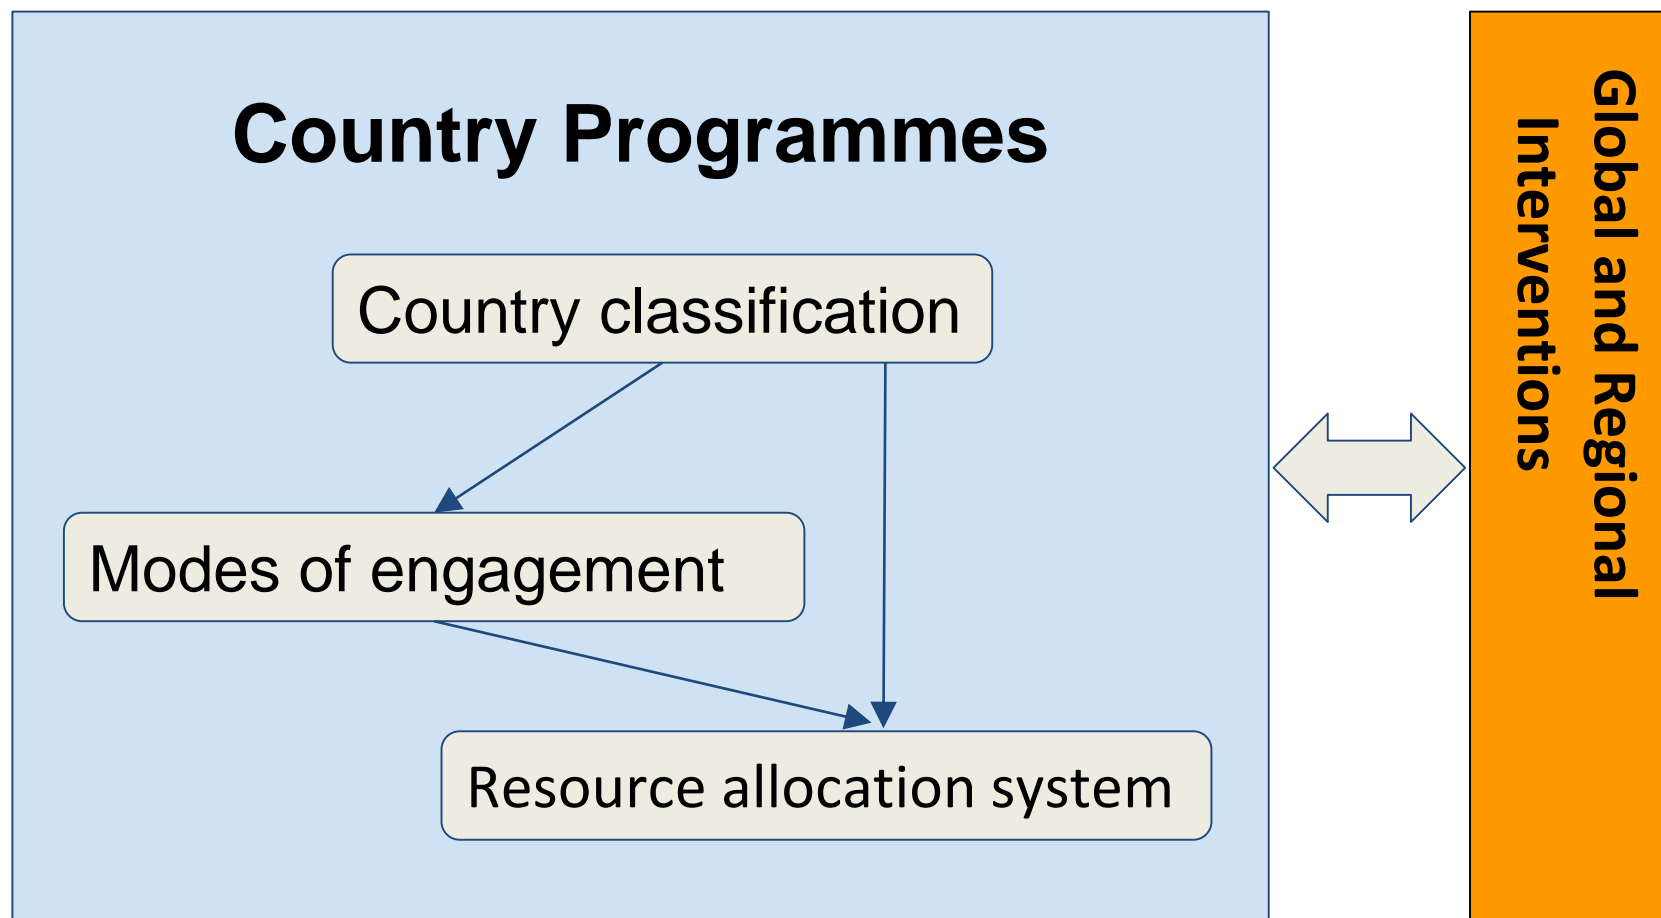 Country Programmes
Country classification
Modes of engagement
Resource allocation system
Global and Regional
Interventions